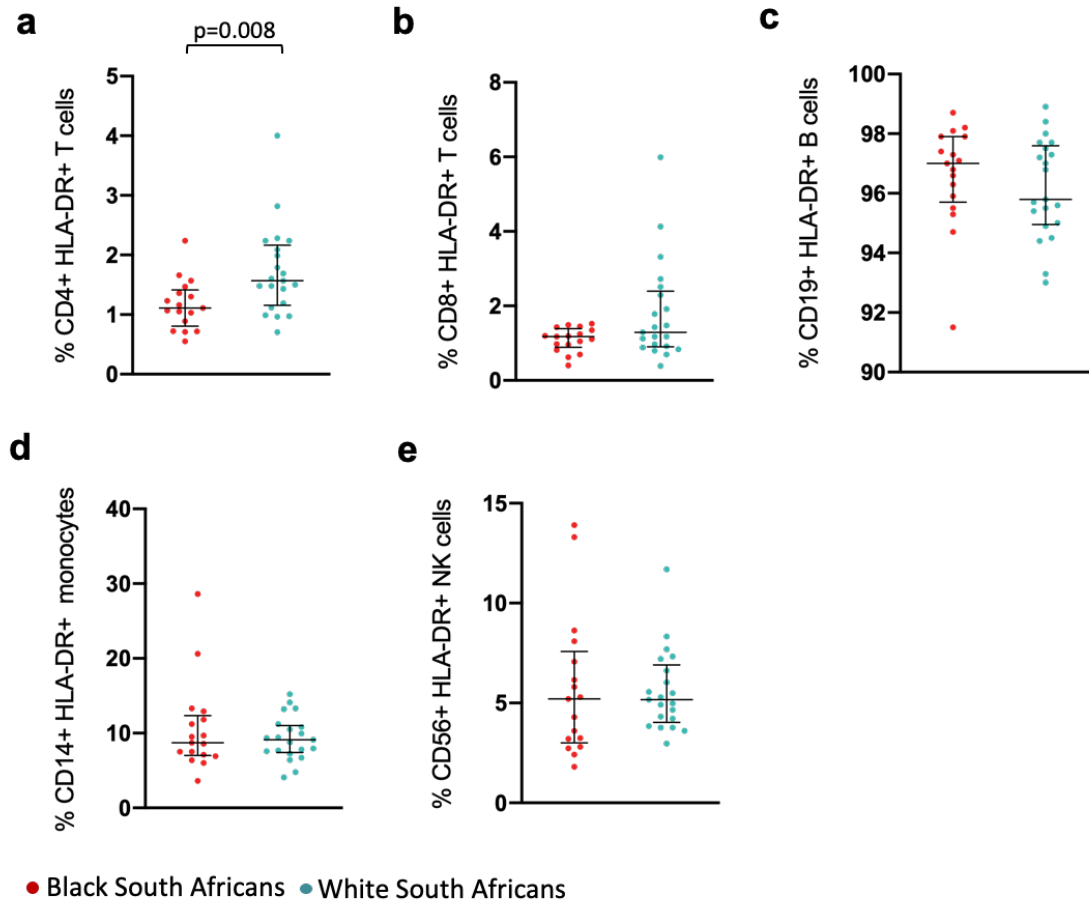 a
p=0.008
% CD4+ HLA-DR+ T cells
5
4
3
2
1
0
b
% CD8+ HLA-DR+ T cells
8
6
4
2
0
c
% CD19+ HLA-DR+ B cells
100
98
96
94
92
90
d
% CD14+ HLA-DR+ monocytes
40
30
20
10
0
e
% CD56+ HLA-DR+ NK cells
15
10
5
0
Black South Africans White South Africans